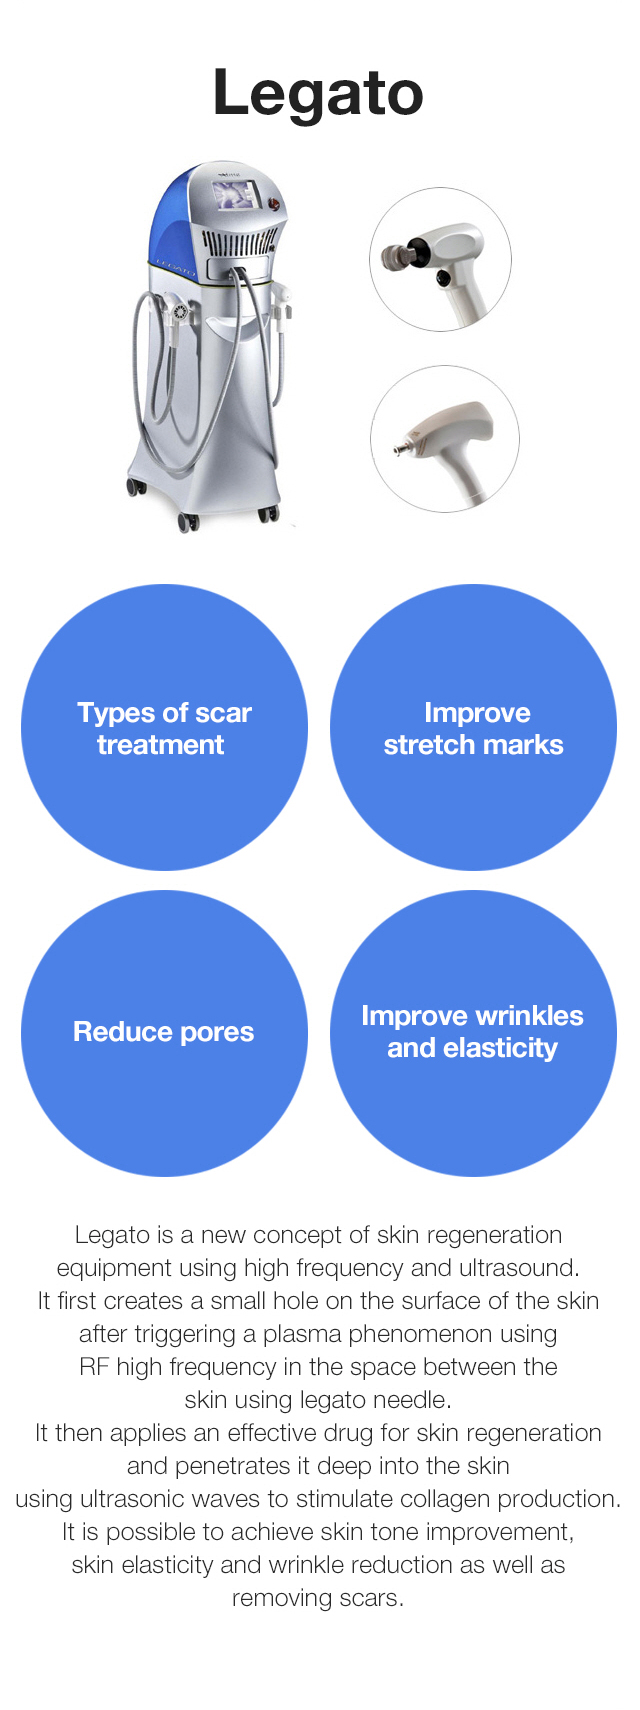 Legato
LEGATO
Types of scar
treatment
Improve
stretch marks
Reduce pores
Improve wrinkles
and elasticity
Legato is a new concept of skin regeneration
equipment using high frequency and ultrasound.
It first creates a small hole on the surface of the skin
after triggering a plasma phenomenon using
RF high frequency in the space between the
skin using legato needle.
It then applies an effective drug for skin regeneration
and penetrates it deep into the skin
using ultrasonic waves to stimulate collagen production.
It is possible to achieve skin tone improvement,
skin elasticity and wrinkle reduction as well as
removing scars.